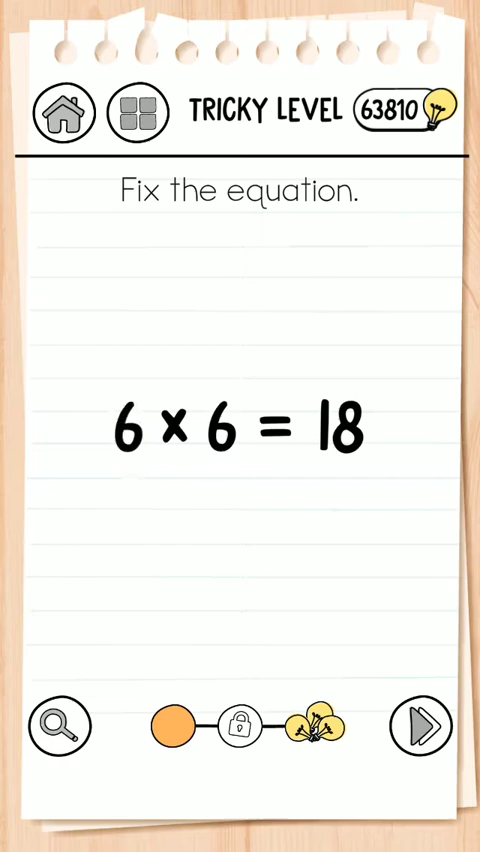 TRICKY LEVEL 63810
Fix the equation.
6 × 6 = 18